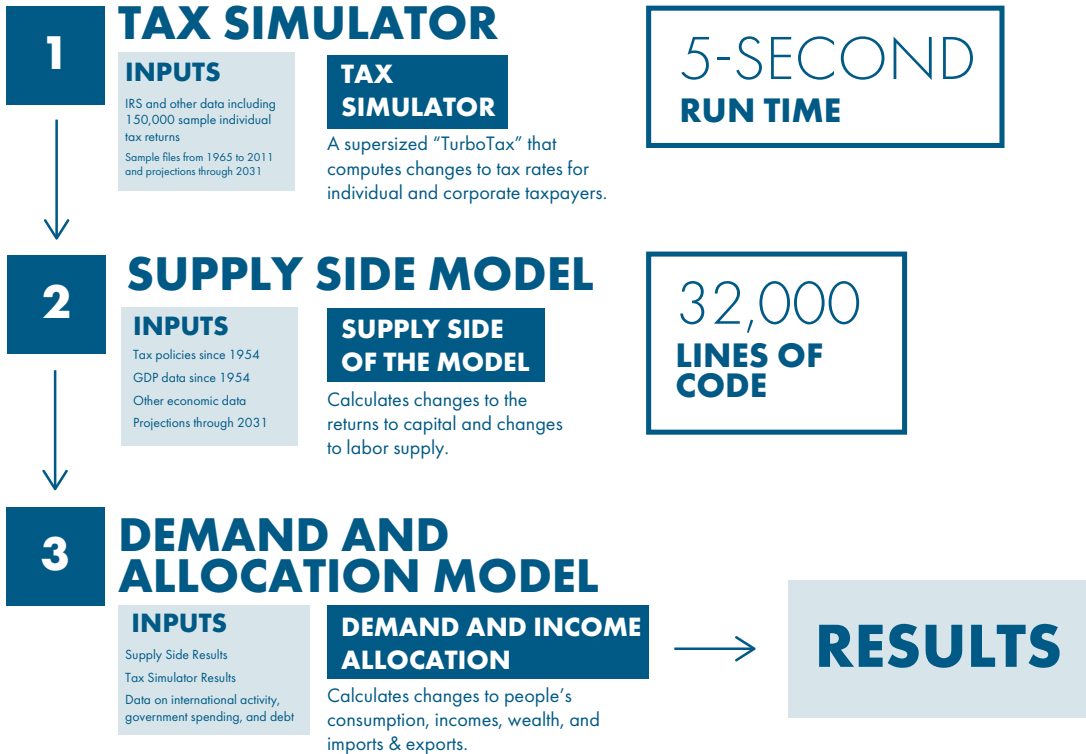 1
TAX SIMULATOR
INPUTS
IRS and other data including
150,000 sample individual
tax returns
Sample files from 1965 to 2011
and projections through 2031
TAX
SIMULATOR
A supersized “TurboTax” that
computes changes to tax rates for
individual and corporate taxpayers.
5-SECOND
RUN TIME
2
SUPPLY SIDE MODEL
INPUTS
Tax policies since 1954
GDP data since 1954
Other economic data
Projections through 2031
SUPPLY SIDE
OF THE MODEL
Calculates changes to the
returns to capital and changes
to labor supply.
32,000
LINES OF
CODE
3
DEMAND AND
ALLOCATION MODEL
INPUTS
Supply Side Results
Tax Simulator Results
Data on international activity,
government spending, and debt
DEMAND AND INCOME
ALLOCATION
Calculates changes to people’s
consumption, incomes, wealth, and
imports & exports.
RESULTS